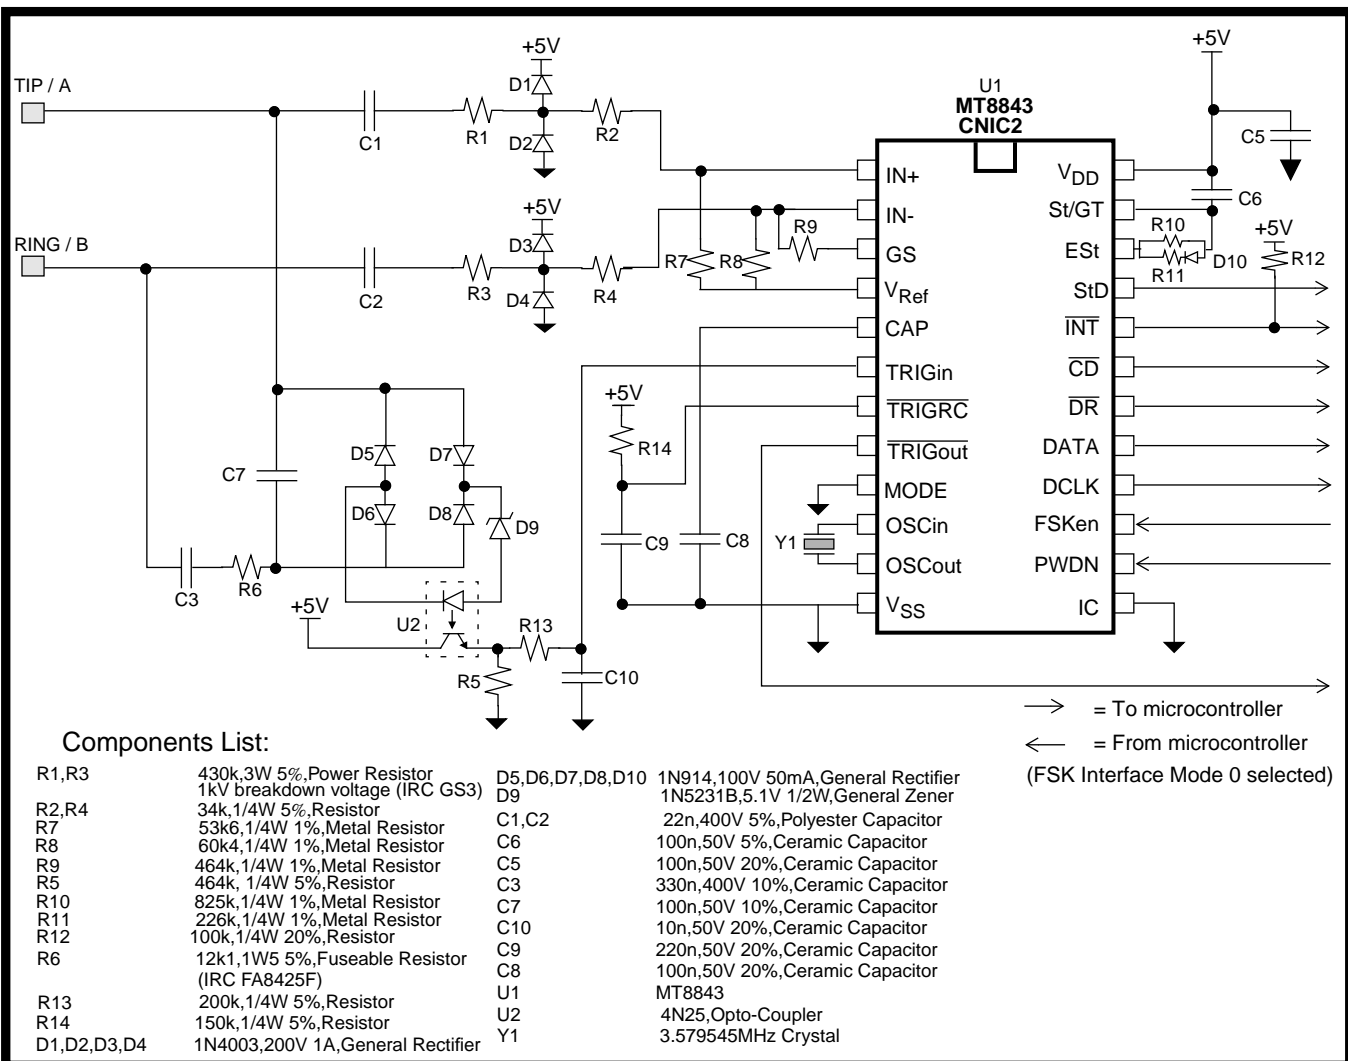 +5V
+5V
TIP / A
D1
U1
MT8843
CNIC2
C1
R1
D2
R2
C5
IN+
VDD
C6
+5V
IN-
St/GT
R10
+5V
RING / B
D3
R9
GS
ESt
R11
D10
R12
C2
R3
D4
R4
R7
R8
VRef
StD
CAP
INT
TRIGin
CD
+5V
TRIGRC
DR
R14
D5
D7
TRIGout
DATA
C7
MODE
DCLK
D6
D8
D9
OSCin
FSKen
C9
C8
Y1
OSCout
PWDN
C3
R6
VSS
IC
+5V
U2
R13
R5
C10
= To microcontroller
= From microcontroller
(FSK Interface Mode 0 selected)
Components List:
R1,R3 430k,3W 5%,Power Resistor
1kV breakdown voltage (IRC GS3)
R2,R4 34k,1/4W 5%,Resistor
R7 53k6,1/4W 1%,Metal Resistor
R8 60k4,1/4W 1%,Metal Resistor
R9 464k,1/4W 1%,Metal Resistor
R5 464k, 1/4W 5%,Resistor
R10 825k,1/4W 1%,Metal Resistor
R11 226k,1/4W 1%,Metal Resistor
R12 100k,1/4W 20%,Resistor
R6 12k1,1W5 5%,Fuseable Resistor
(IRC FA8425F)
R13 200k,1/4W 5%,Resistor
R14 150k,1/4W 5%,Resistor
D1,D2,D3,D4 1N4003,200V 1A,General Rectifier
D5,D6,D7,D8,D10 1N914,100V 50mA,General Rectifier
D9 1N5231B,5.1V 1/2W,General Zener
C1,C2 22n,400V 5%,Polyester Capacitor
C6 100n,50V 5%,Ceramic Capacitor
C5 100n,50V 20%,Ceramic Capacitor
C3 330n,400V 10%,Ceramic Capacitor
C7 100n,50V 10%,Ceramic Capacitor
C10 10n,50V 20%,Ceramic Capacitor
C9 220n,50V 20%,Ceramic Capacitor
C8 100n,50V 20%,Ceramic Capacitor
U1 MT8843
U2 4N25,Opto-Coupler
Y1 3.579545MHz Crystal